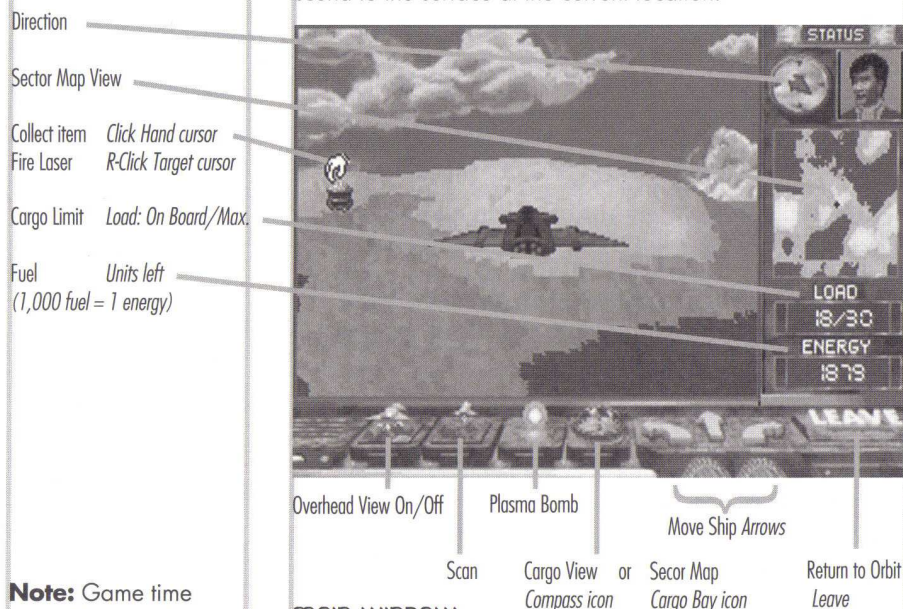 Direction
Sector Map View
Collect item Click Hand cursor
Fire Laser R-Click Target cursor
Cargo Limit Load: On Board/Max.
Fuel Units left
(1,000 fuel = 1 energy)
STATUS
LOAD
18/30
ENERGY
1879
LEAVE
Overhead View On/Off
Plasma Bomb
Move Ship Arrows
Scan
Cargo View or Secor Map
Compass icon Cargo Bay icon
Return to Orbit
Leave
Note: Game time